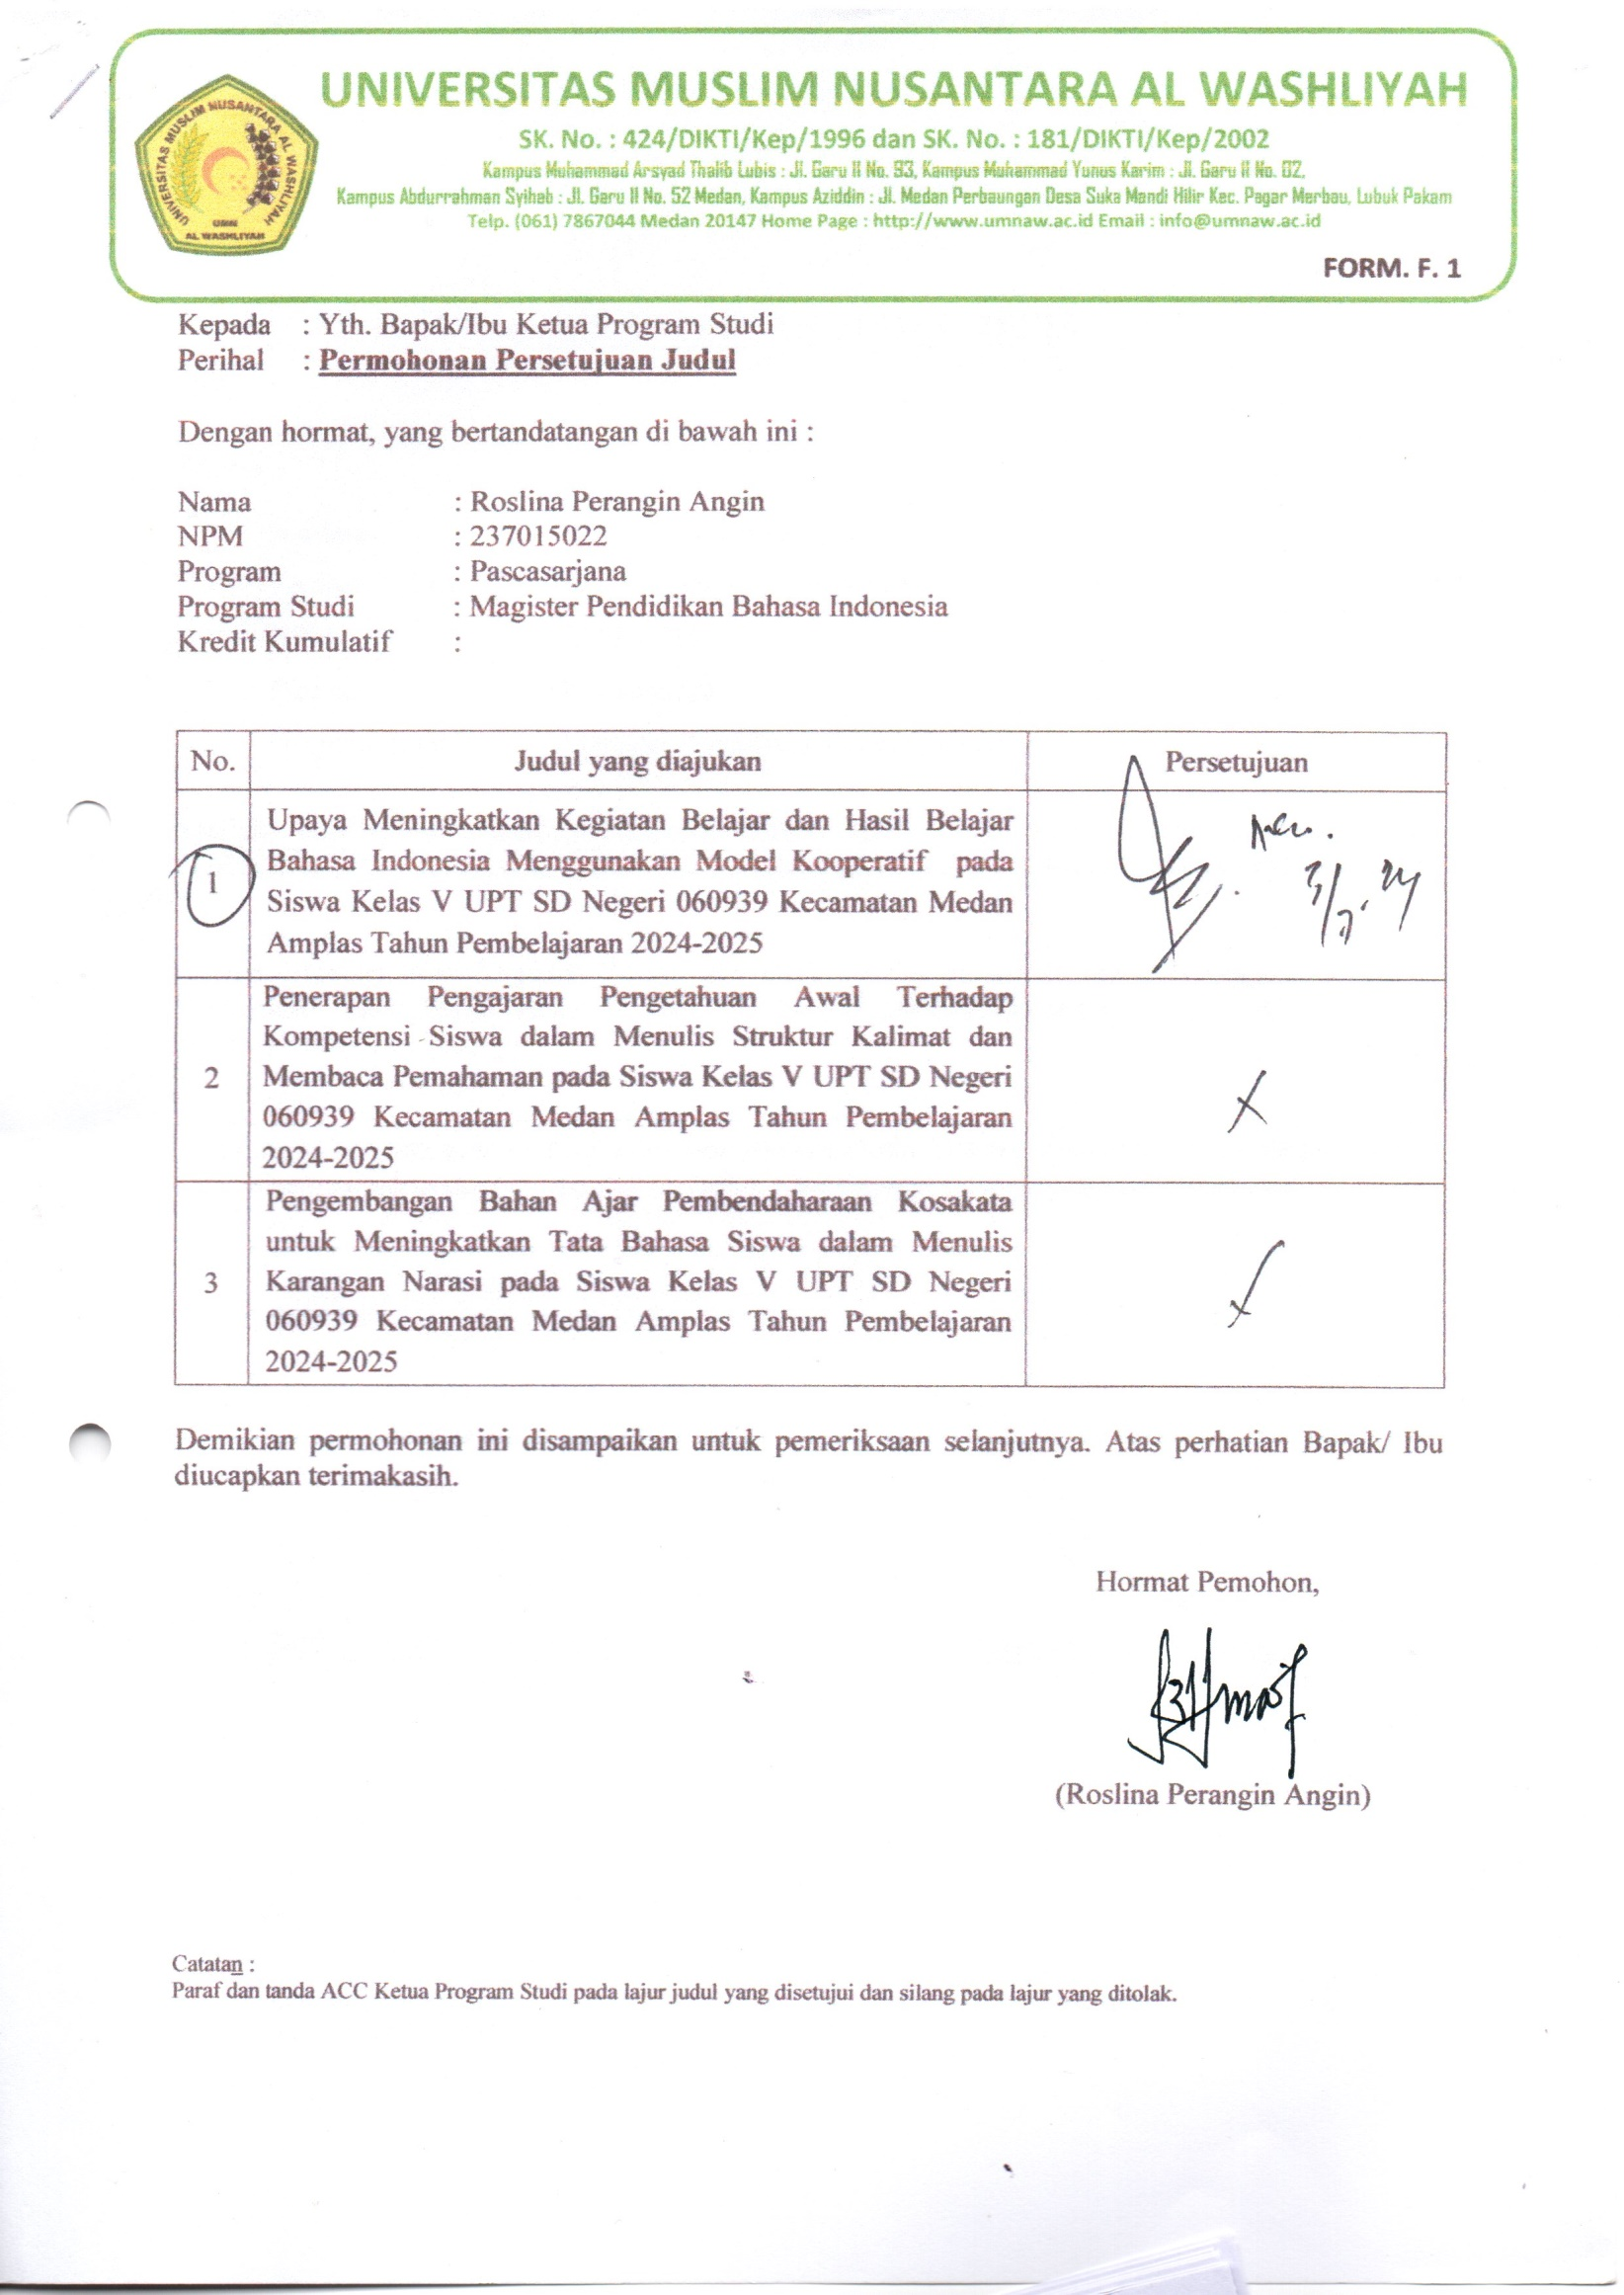 UNIVERSITAS MUSLIM NUSANTARA AL WASHLIYAH
UMN
AL WASHLIYAH
UNIVERSITAS MUSLIM NUSANTARA AL WASHLIYAH
SK. No. : 424/DIKTI/Kep/1996 dan SK. No. : 181/DIKTI/Kep/2002
Kampus Muhammad Arsyad Thalib Lubis : Jl. Garu II No. 93, Kampus Muhammad Yunus Karim : Jl. Garu II No. 02,
Kampus Abdurrahman Syihab : Jl. Garu II No. 52 Medan, Kampus Aziddin : Jl. Medan Perbaungan Desa Suka Mandi Hilir Kec. Pagar Merbau, Lubuk Pakam
Telp. (061) 7867044 Medan 20147 Home Page : http://www.umnaw.ac.id Email : info@umnaw.ac.id
FORM. F. 1
Kepada : Yth. Bapak/Ibu Ketua Program Studi
Perihal : Permohonan Persetujuan Judul
Dengan hormat, yang bertandatangan di bawah ini :
Nama : Roslina Perangin Angin
NPM : 237015022
Program : Pascasarjana
Program Studi : Magister Pendidikan Bahasa Indonesia
Kredit Kumulatif :
No. Judul yang diajukan Persetujuan
1
Upaya Meningkatkan Kegiatan Belajar dan Hasil Belajar
Bahasa Indonesia Menggunakan Model Kooperatif pada
Siswa Kelas V UPT SD Negeri 060939 Kecamatan Medan
Amplas Tahun Pembelajaran 2024-2025
2
Penerapan Pengajaran Pengetahuan Awal Terhadap
Kompetensi Siswa dalam Menulis Struktur Kalimat dan
Membaca Pemahaman pada Siswa Kelas V UPT SD Negeri
060939 Kecamatan Medan Amplas Tahun Pembelajaran
2024-2025
3
Pengembangan Bahan Ajar Pembendaharaan Kosakata
untuk Meningkatkan Tata Bahasa Siswa dalam Menulis
Karangan Narasi pada Siswa Kelas V UPT SD Negeri
060939 Kecamatan Medan Amplas Tahun Pembelajaran
2024-2025
Demikian permohonan ini disampaikan untuk pemeriksaan selanjutnya. Atas perhatian Bapak/ Ibu
diucapkan terimakasih.
Hormat Pemohon,
(Roslina Perangin Angin)
Catatan :
Paraf dan tanda ACC Ketua Program Studi pada lajur judul yang disetujui dan silang pada lajur yang ditolak.